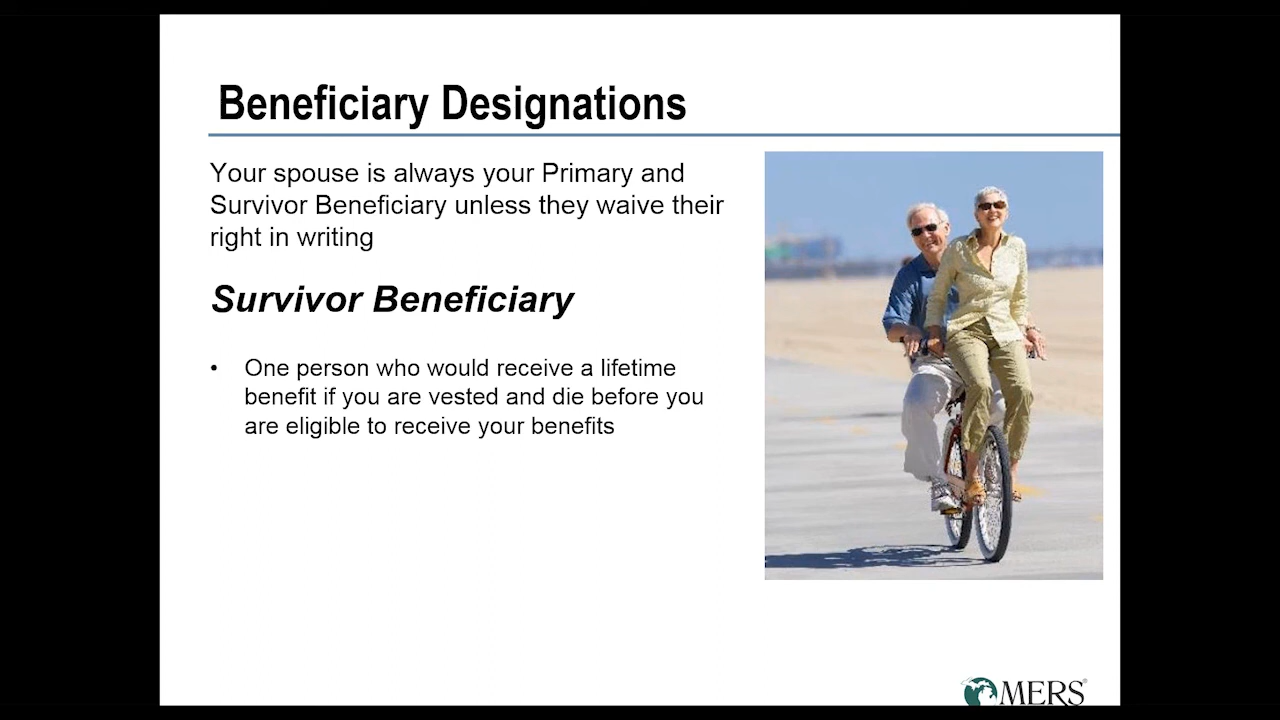 Beneficiary Designations
Your spouse is always your Primary and
Survivor Beneficiary unless they waive their
right in writing
Survivor Beneficiary
• One person who would receive a lifetime
benefit if you are vested and die before you
are eligible to receive your benefits
MERS®